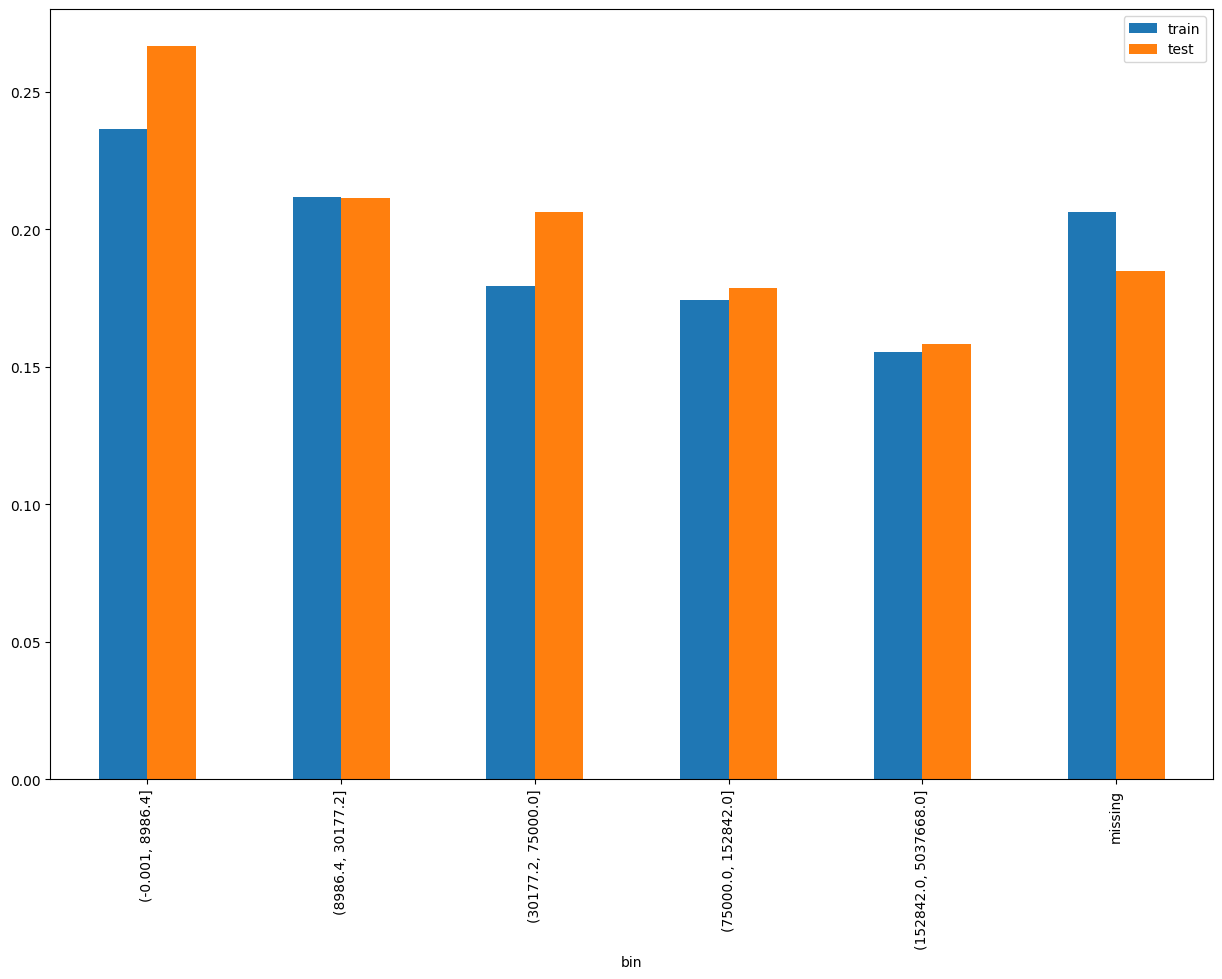 train
test
0.25
0.20
0.15
0.10
0.05
0.00
(-0.001, 8986.4]
(8986.4, 30177.2]
(30177.2, 75000.0]
(75000.0, 152842.0]
(152842.0, 5037668.0]
missing
bin